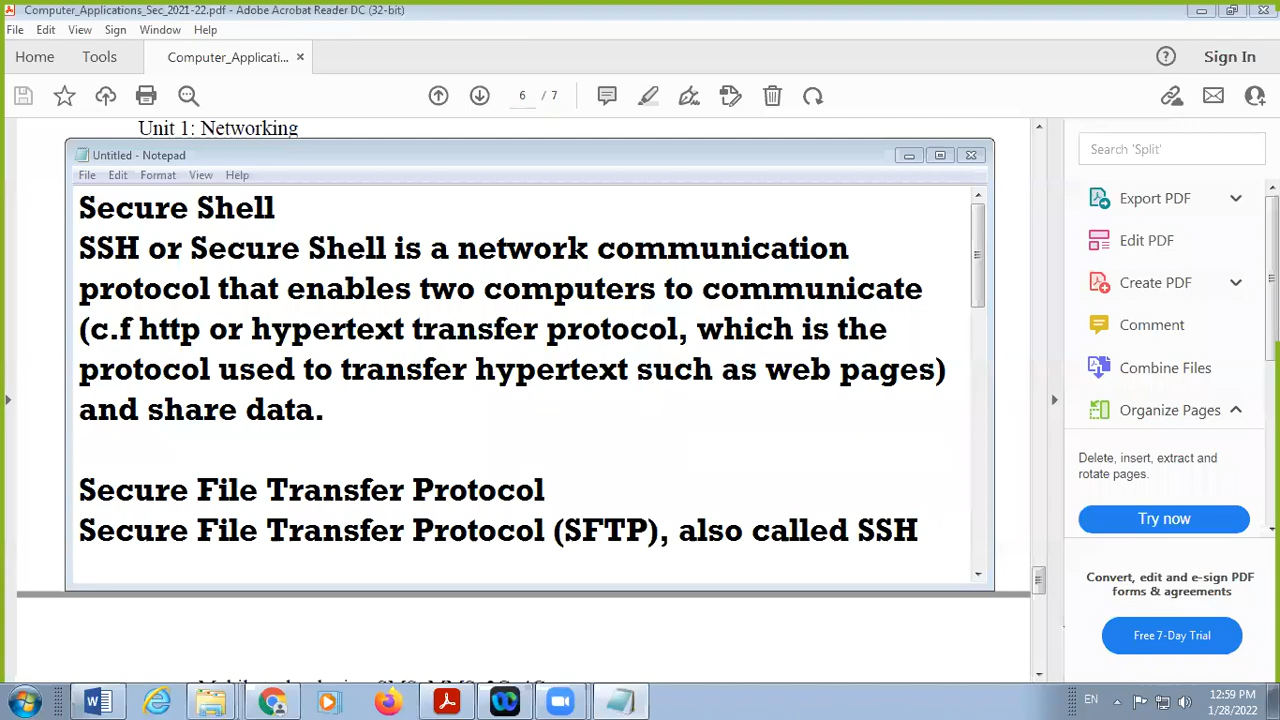 Computer_Applications_Sec_2021-22.pdf - Adobe Acrobat Reader DC (32-bit)
File Edit View Sign Window Help
Home Tools Computer_Applicati... × Sign In
6 / 7
Unit 1: Networking
Search 'Split'
Untitled - Notepad
File Edit Format View Help
Secure Shell
SSH or Secure Shell is a network communication
protocol that enables two computers to communicate
(c.f http or hypertext transfer protocol, which is the
protocol used to transfer hypertext such as web pages)
and share data.
Secure File Transfer Protocol
Secure File Transfer Protocol (SFTP), also called SSH
Export PDF
Edit PDF
Create PDF
Comment
Combine Files
Organize Pages
Delete, insert, extract and
rotate pages.
Try now
Convert, edit and e-sign PDF
forms & agreements
Free 7-Day Trial
EN
12:59 PM
1/28/2022